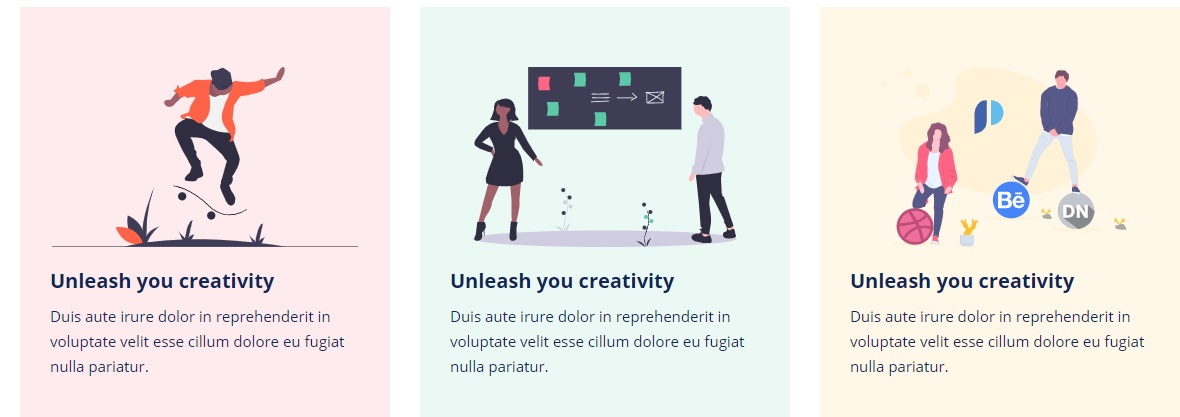 Bē
DN
Unleash you creativity
Duis aute irure dolor in reprehenderit in
voluptate velit esse cillum dolore eu fugiat
nulla pariatur.
Unleash you creativity
Duis aute irure dolor in reprehenderit in
voluptate velit esse cillum dolore eu fugiat
nulla pariatur.
Unleash you creativity
Duis aute irure dolor in reprehenderit in
voluptate velit esse cillum dolore eu fugiat
nulla pariatur.